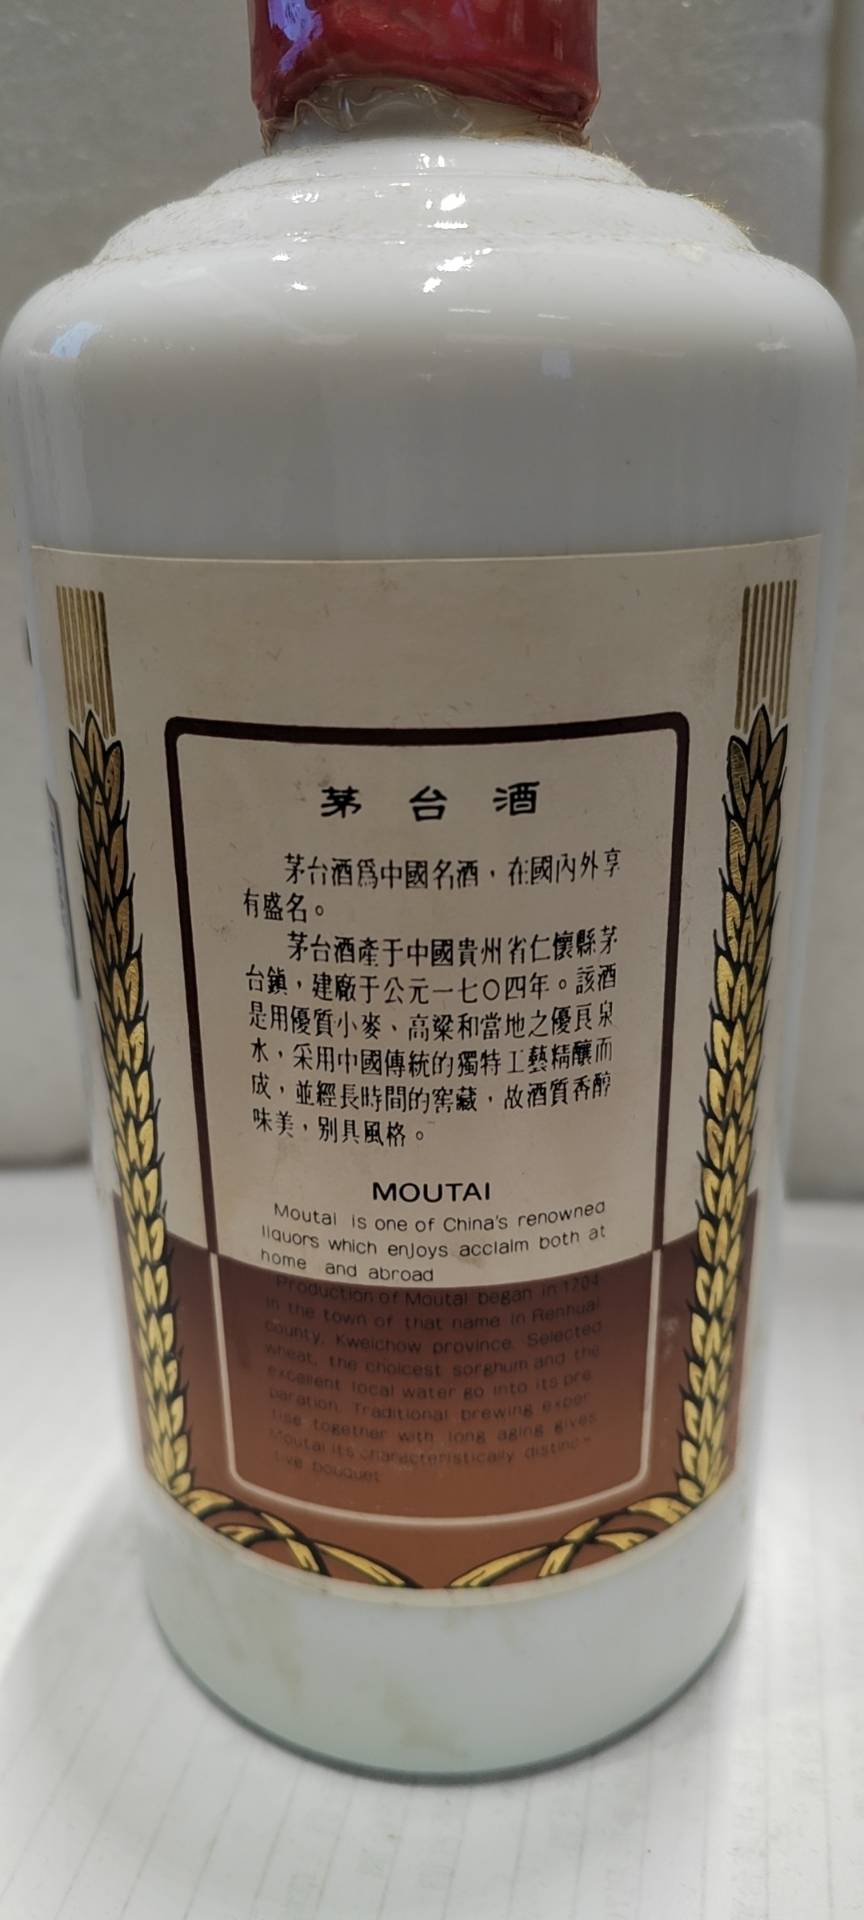 茅台酒
茅台酒爲中國名酒，在國內外享
有盛名。
茅台酒產于中國貴州省仁懷縣茅
台鎮，建廠于公元一七〇四年。該酒
是用優質小麥、高粱和當地之優良泉
水，采用中國傳統的獨特工藝精釀而
成，並經長時間的窖藏，故酒質香醇
味美，别具風格。
MOUTAI
Moutai is one of China's renowned
liquors which enjoys acclaim both at
home and abroad
Production of Moutai began in 1704
in the town of that name in Renhuai
county, Kweichow province. Selected
wheat, the choicest sorghum and the
excellent local water go into its pre
paration. Traditional brewing exper
tise together with long aging gives
Moutai its characteristically distinc-
tive bouquet